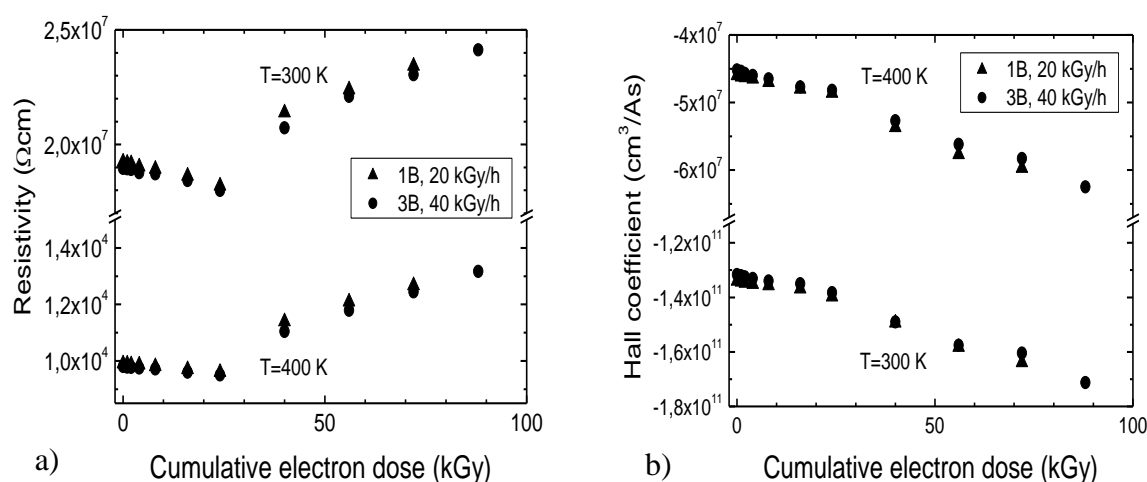 2,5x10⁷
2,0x10⁷
1,4x10⁴
1,2x10⁴
1,0x10⁴
Resistivity (Ωcm)
T=300 K
1B, 20 kGy/h
3B, 40 kGy/h
T=400 K
0
50
100
Cumulative electron dose (kGy)
a)
-4x10⁷
-5x10⁷
-6x10⁷
-1,2x10¹¹
-1,4x10¹¹
-1,6x10¹¹
-1,8x10¹¹
Hall coefficient (cm³/As)
T=400 K
1B, 20 kGy/h
3B, 40 kGy/h
T=300 K
0
50
100
Cumulative electron dose (kGy)
b)